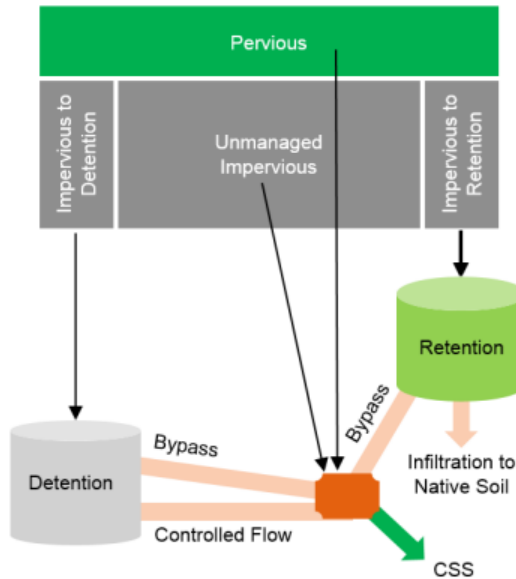 Pervious
Impervious to
Detention
Unmanaged
Impervious
Impervious to
Retention
Retention
Bypass
Bypass
Detention
Infiltration to
Native Soil
Controlled Flow
CSS